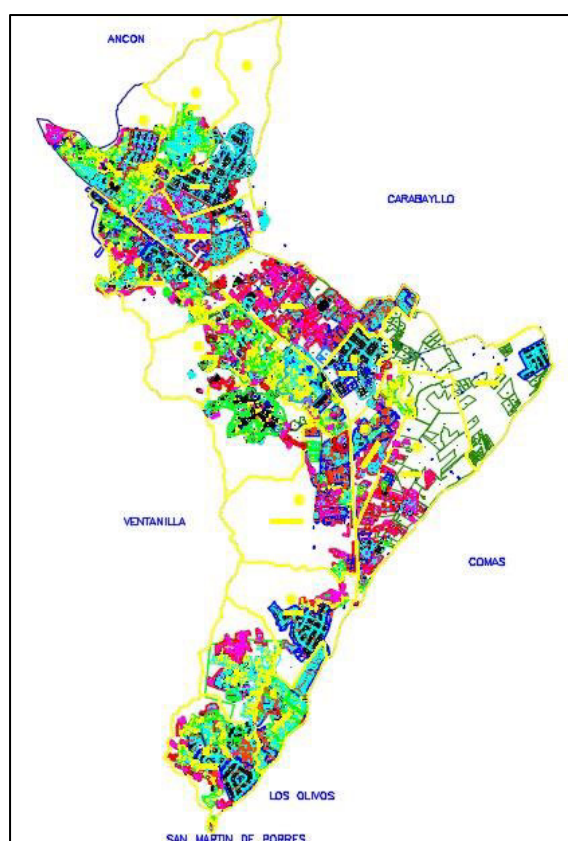 ANCON
CARABAYLLO
VENTANILLA
COMAS
LOS OLIVOS
SAN MARTIN DE PORRES